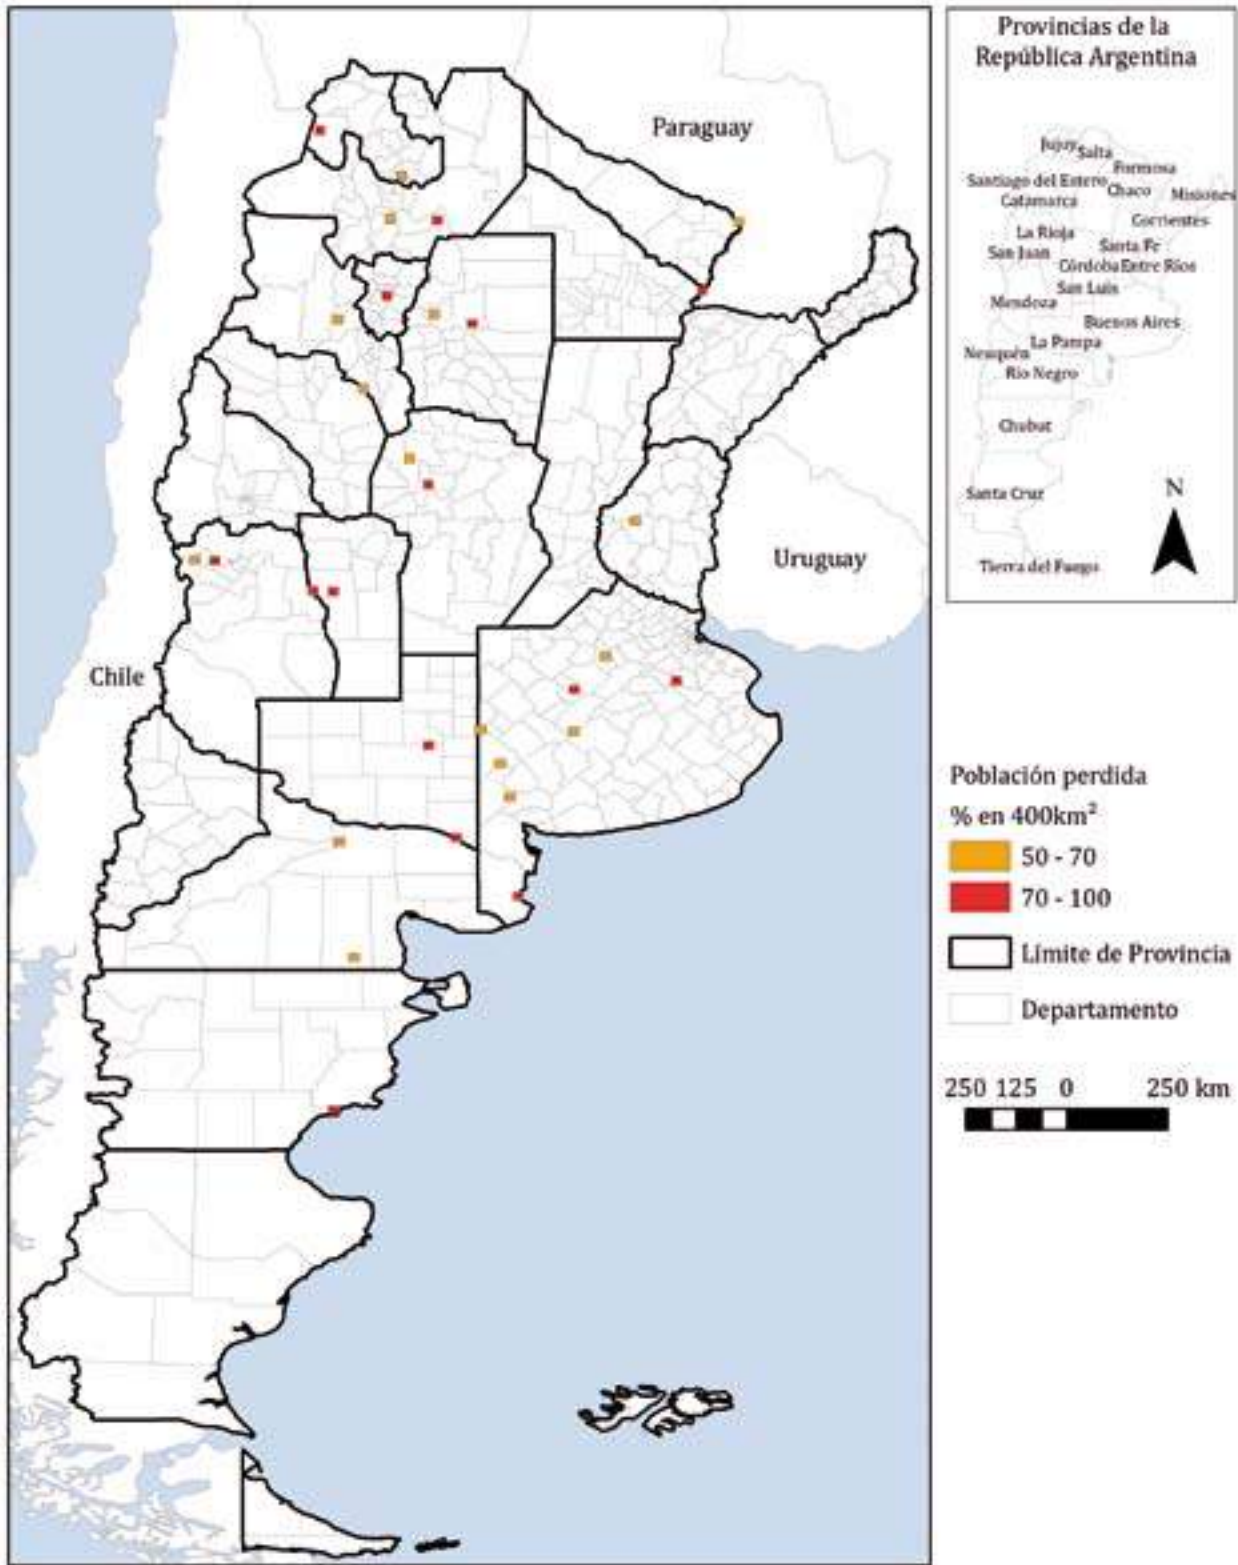 Paraguay
Uruguay
Chile
Provincias de la
República Argentina
Jujuy
Salta
Formosa
Santiago del Estero
Chaco
Misiones
Catamarca
Corrientes
La Rioja
Santa Fe
San Juan
Córdoba
Entre Ríos
San Luis
Mendoza
Buenos Aires
La Pampa
Neuquén
Río Negro
Chubut
Santa Cruz
N
Tierra del Fuego
Población perdida
% en 400km²
50 - 70
70 - 100
Límite de Provincia
Departamento
250 125 0 250 km